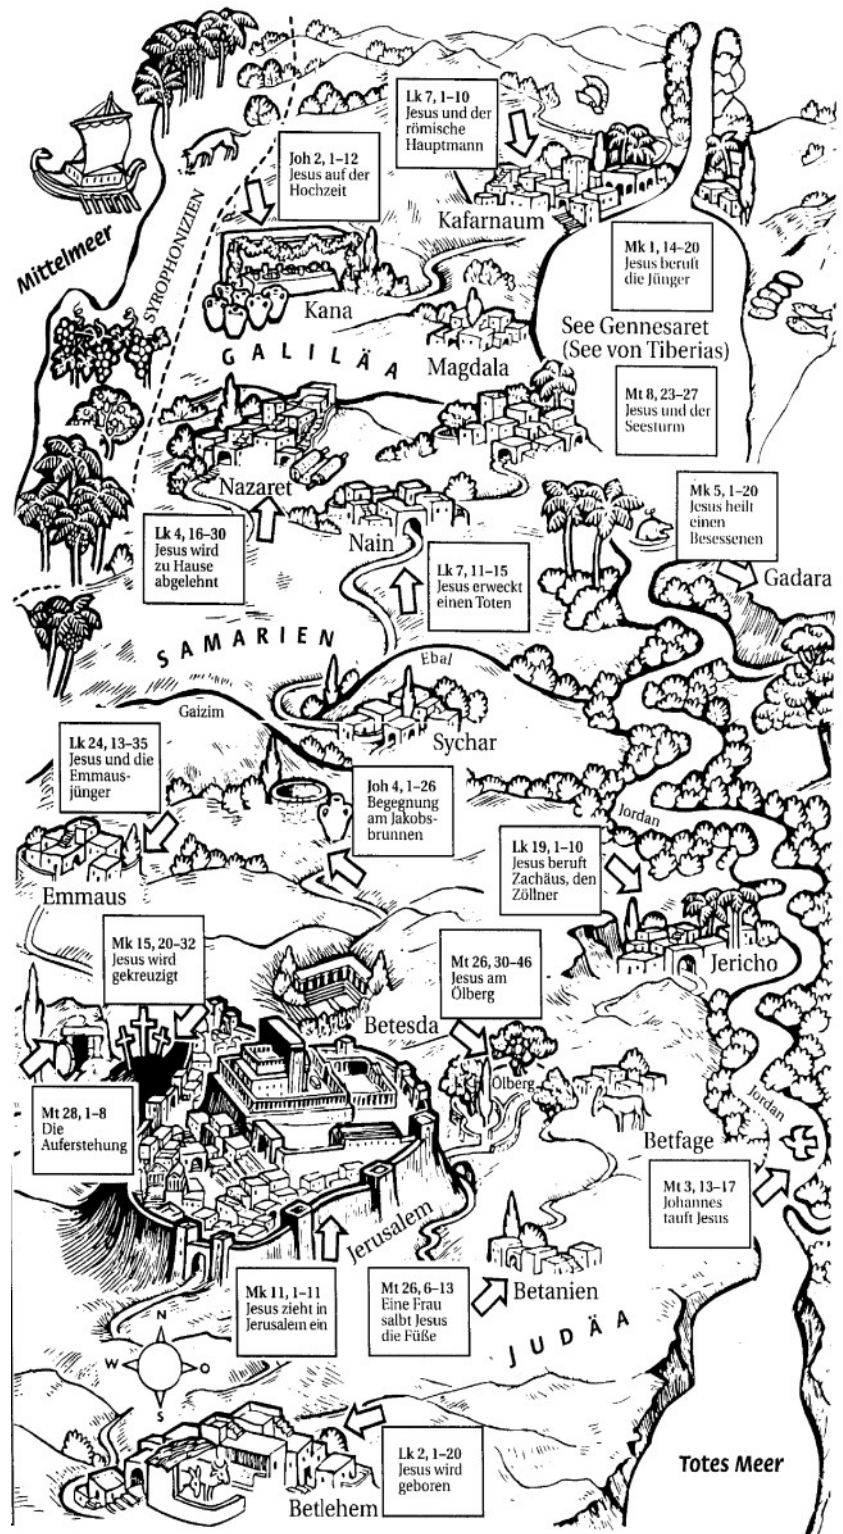 Lk 7, 1–10
Jesus und der
römische
Hauptmann
Joh 2, 1–12
Jesus auf der
Hochzeit
Kafarnaum
Mittelmeer
SYROPHONIZIEN
Mk 1, 14–20
Jesus beruft
die Jünger
Kana
See Gennesaret
(See von Tiberias)
GALILÄA
Magdala
Mt 8, 23–27
Jesus und der
Seesturm
Nazaret
Mk 5, 1–20
Jesus heilt
einen
Besessenen
Lk 4, 16–30
Jesus wird
zu Hause
abgelehnt
Nain
Lk 7, 11–15
Jesus erweckt
einen Toten
Gadara
SAMARIEN
Ebal
Gaizim
Sychar
Lk 24, 13–35
Jesus und die
Emmaus-
jünger
Joh 4, 1–26
Begegnung
am Jakobs-
brunnen
Jordan
Lk 19, 1–10
Jesus beruft
Zachäus, den
Zöllner
Emmaus
Mk 15, 20–32
Jesus wird
gekreuzigt
Mt 26, 30–46
Jesus am
Ölberg
Jericho
Betesda
Ölberg
Jordan
Mt 28, 1–8
Die
Auferstehung
Betfage
Mt 3, 13–17
Johannes
tauft Jesus
Jerusalem
Mk 11, 1–11
Jesus zieht in
Jerusalem ein
Mt 26, 6–13
Eine Frau
salbt Jesus
die Füße
Betanien
JUDÄA
N
W
O
S
Lk 2, 1–20
Jesus wird
geboren
Totes Meer
Betlehem